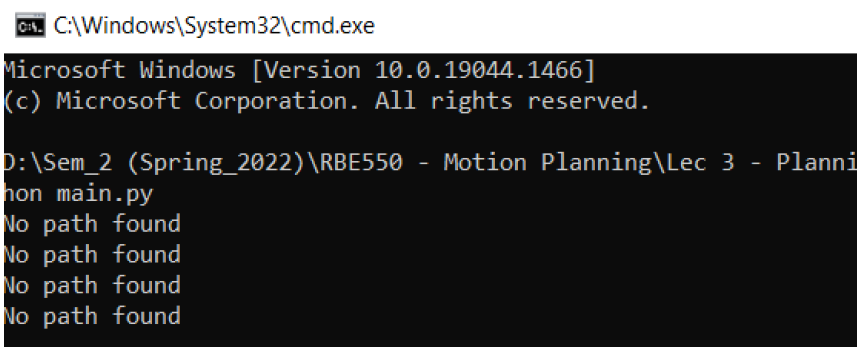 C:\Windows\System32\cmd.exe
Microsoft Windows [Version 10.0.19044.1466]
(c) Microsoft Corporation. All rights reserved.
D:\Sem_2 (Spring_2022)\RBE550 - Motion Planning\Lec 3 - Planni
hon main.py
No path found
No path found
No path found
No path found